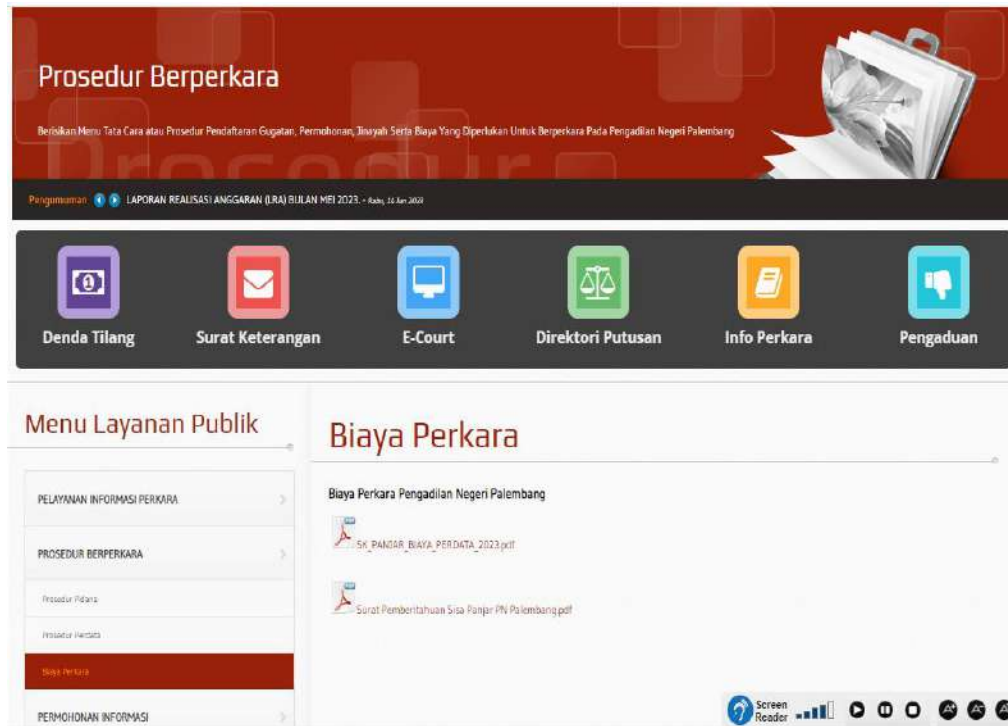 Prosedur Berperkara
Berisikan Menu Tata Cara atau Prosedur Pendaftaran Gugatan, Permohonan, Jinayah Serta Biaya Yang Diperlukan Untuk Berperkara Pada Pengadilan Negeri Palembang
Prosedur
Pengumuman LAPORAN REALISASI ANGGARAN (LRA) BULAN MEI 2023. -
Denda Tilang
Surat Keterangan
E-Court
Direktori Putusan
Info Perkara
Pengaduan
Menu Layanan Publik
PELAYANAN INFORMASI PERKARA
PROSEDUR BERPERKARA
Prosedur Pidana
Prosedur Perdata
Biaya Perkara
PERMOHONAN INFORMASI
Biaya Perkara
Biaya Perkara Pengadilan Negeri Palembang
SK_PANJAR_BIAYA_PERDATA_2023.pdf
Surat Pemberitahuan Sisa Panjar PN Palembang.pdf
Screen
Reader